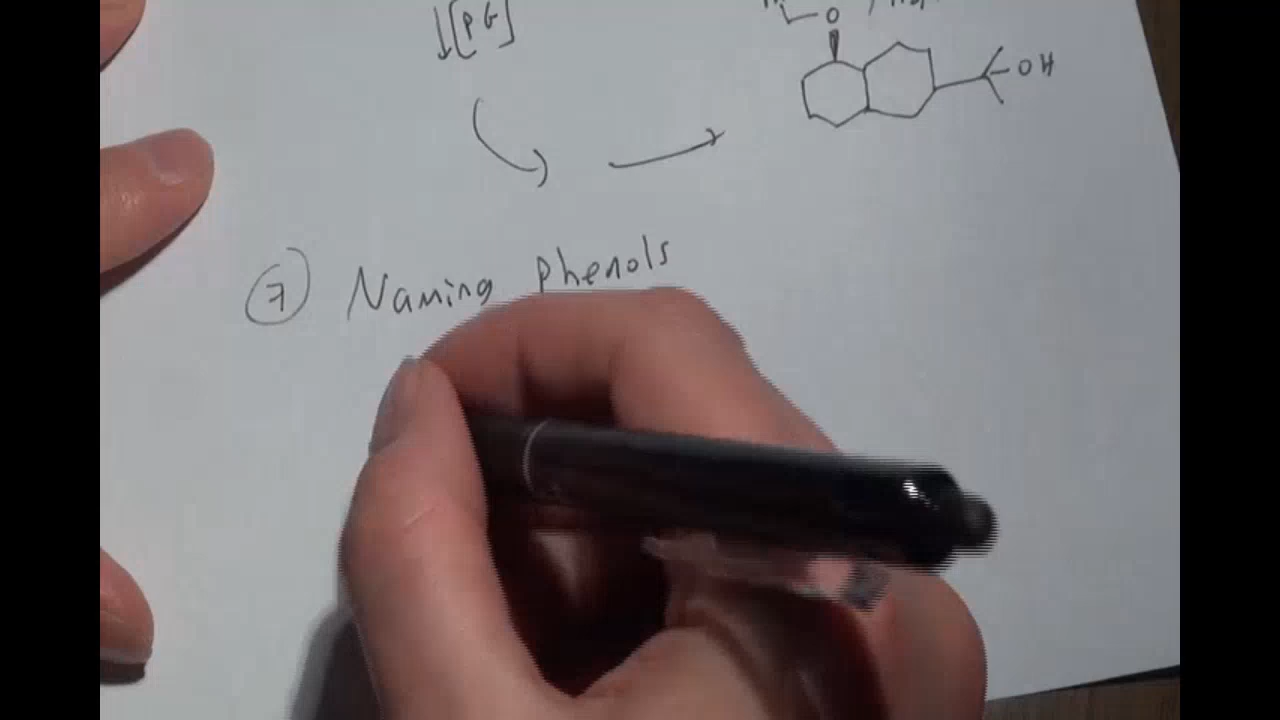 ↓[PG]
O
OH
⑦ Naming phenols